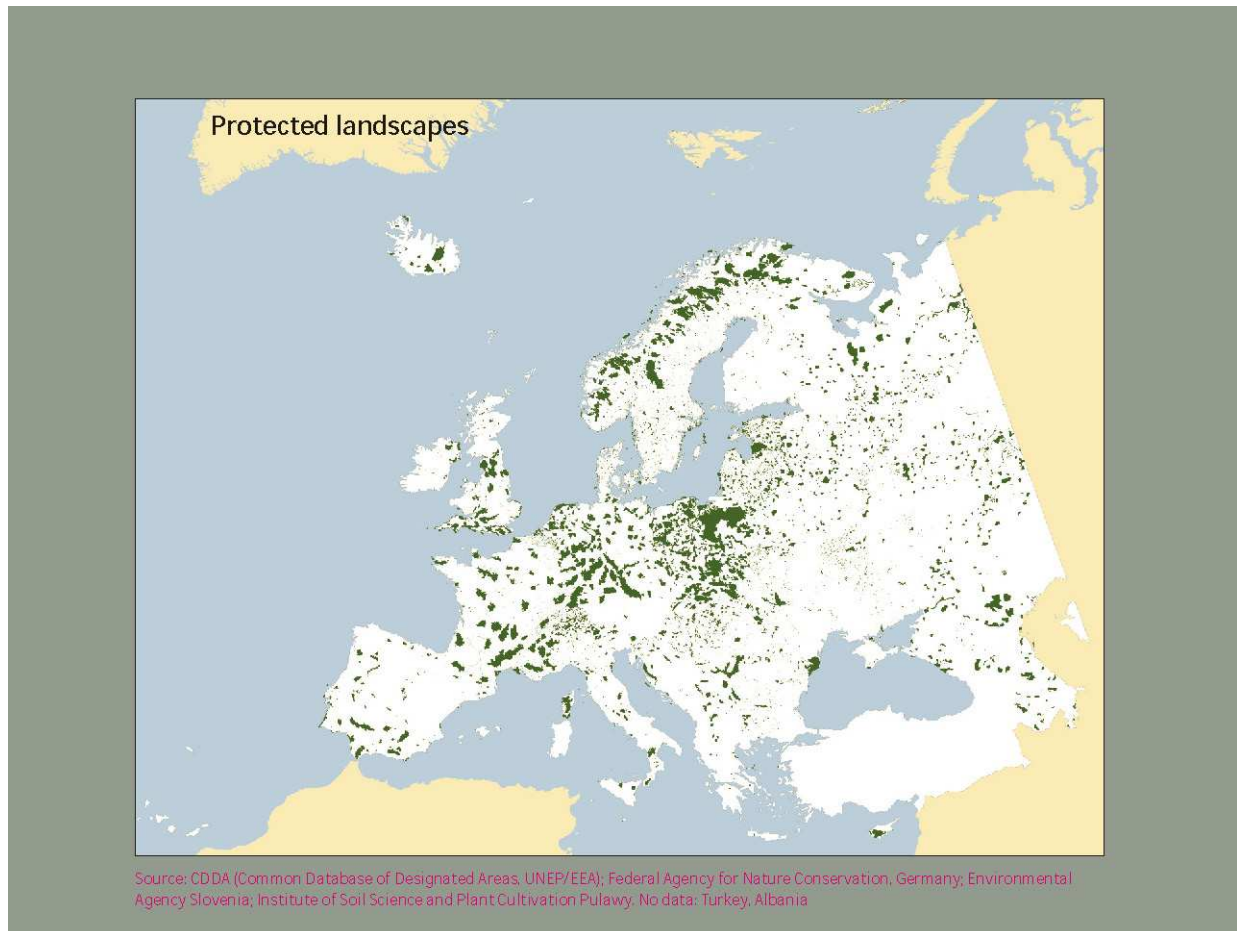 Protected landscapes
Source: CDDA (Common Database of Designated Areas, UNEP/EEA); Federal Agency for Nature Conservation, Germany; Environmental
Agency Slovenia; Institute of Soil Science and Plant Cultivation Pulawy. No data: Turkey, Albania